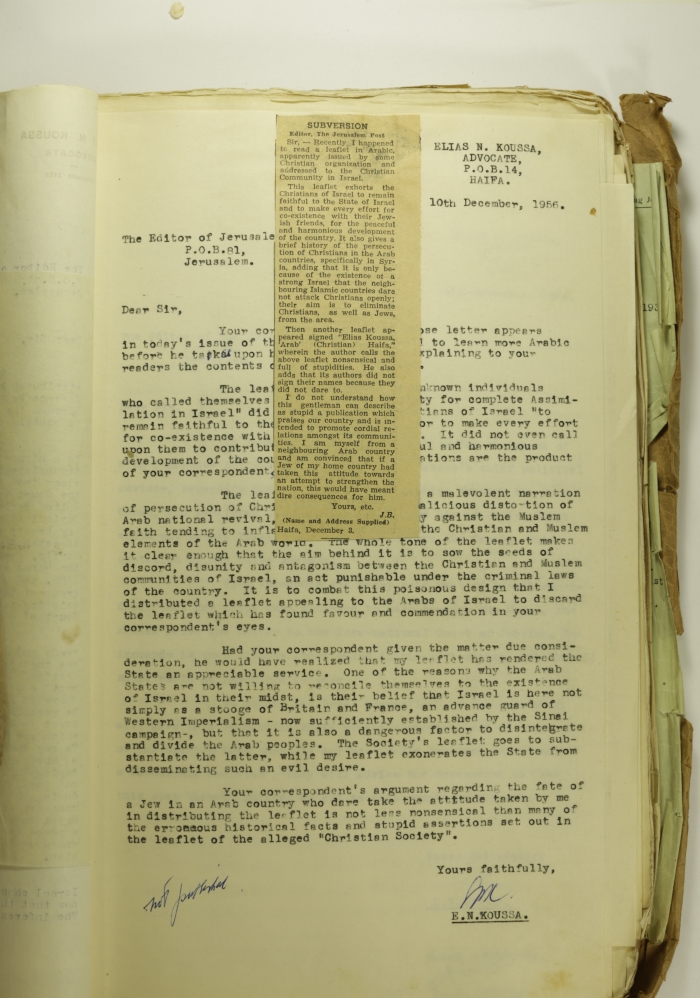 SUBVERSION
Editor, The Jerusalem Post
Sir, — Recently I happened
to read a leaflet in Arabic,
apparently issued by some
Christian organization and
addressed to the Christian
Community in Israel.
This leaflet exhorts the
Christians of Israel to remain
faithful to the State of Israel
and to make every effort for
co-existence with their Jew-
ish friends, for the peaceful
and harmonious development
of the country. It also gives a
brief history of the persecu-
tion of Christians in the Arab
countries, specifically in Syr-
ia, adding that it is only be-
cause of the existence of a
strong Israel that the neigh-
bouring Islamic countries dare
not attack Christians openly;
their aim is to eliminate
Christians, as well as Jews,
from the area.
Then another leaflet ap-
peared signed "Elias Koussa,
'Arab' (Christian) Haifa,"
wherein the author calls the
above leaflet nonsensical and
full of stupidities. He also
adds that its authors did not
sign their names because they
did not dare to.
I do not understand how
this gentleman can describe
as stupid a publication which
praises our country and is in-
tended to promote cordial re-
lations amongst its communi-
ties. I am myself from a
neighbouring Arab country
and am convinced that if a
Jew of my home country had
taken this attitude towards
an attempt to strengthen the
nation, this would have meant
dire consequences for him.
Yours, etc.
J.B.
(Name and Address Supplied)
Haifa, December 3.
ELIAS N. KOUSSA,
ADVOCATE,
P.O.B.14,
HAIFA.
10th December, 1956.
The Editor of Jerusale
P.O.B.81,
Jerusalem.
Dear Sir,
Your cor ose letter appears
in today's issue of th to learn more Arabic
before he takes upon h xplaining to your
readers the contents o
The leaf nknown individuals
who called themselves ty for complete Assimi-
lation in Israel" did tians of Israel "to
remain faithful to the or to make every effort
for co-existence with . It did not even call
upon them to contribut ul and harmonious
development of the cou ations are the product
of your correspondent
The leaf a malevolent narration
of persecution of Chri alicious distortion of
Arab national revival, y against the Muslem
faith tending to infla the Christian and Muslem
elements of the Arab world. The whole tone of the leaflet makes
it clear enough that the aim behind it is to sow the seeds of
discord, disunity and antagonism between the Christian and Muslem
communities of Israel, an act punishable under the criminal laws
of the country. It is to combat this poisonous design that I
distributed a leaflet appealing to the Arabs of Israel to discard
the leaflet which has found favour and commendation in your
correspondent's eyes.
Had your correspondent given the matter due consi-
deration, he would have realized that my leaflet has rendered the
State an appreciable service. One of the reasons why the Arab
States are not willing to reconcile themselves to the existence
of Israel in their midst, is their belief that Israel is here not
simply as a stooge of Britain and France, an advance guard of
Western Imperialism - now sufficiently established by the Sinai
campaign-, but that it is also a dangerous factor to disintegrate
and divide the Arab peoples. The Society's leaflet goes to sub-
stantiate the latter, while my leaflet exonerates the State from
disseminating such an evil desire.
Your correspondent's argument regarding the fate of
a Jew in an Arab country who dare take the attitude taken by me
in distributing the leaflet is not less nonsensical than many of
the erronaous historical facts and stupid assertions set out in
the leaflet of the alleged "Christian Society".
Yours faithfully,
not published
E.N.KOUSSA.